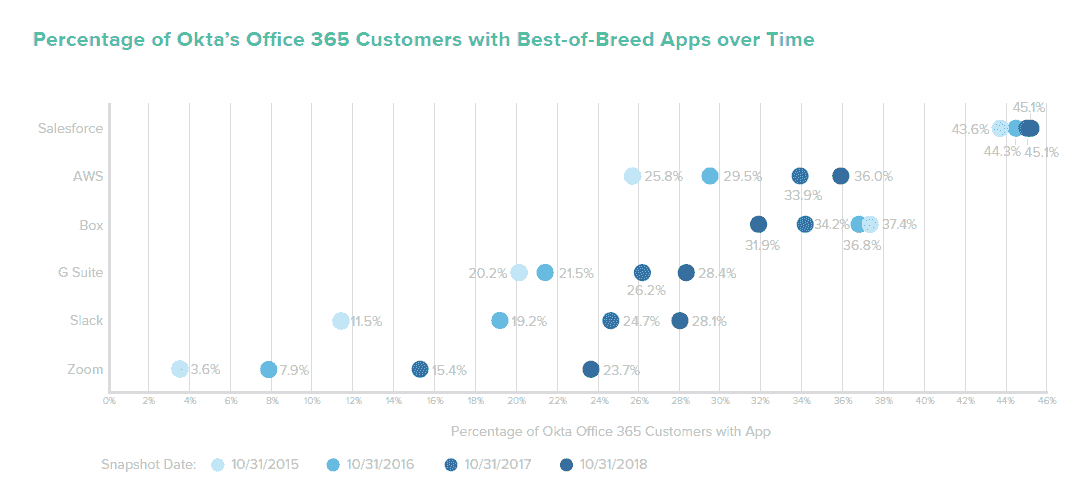 Percentage of Okta's Office 365 Customers with Best-of-Breed Apps over Time
45.1%
Salesforce 43.6%
44.3% 45.1%
AWS 25.8% 29.5% 36.0%
33.9%
Box 34.2% 37.4%
31.9% 36.8%
G Suite 20.2% 21.5% 28.4%
26.2%
Slack 11.5% 19.2% 24.7% 28.1%
Zoom 3.6% 7.9% 15.4% 23.7%
0% 2% 4% 6% 8% 10% 12% 14% 16% 18% 20% 22% 24% 26% 28% 30% 32% 34% 36% 38% 40% 42% 44% 46%
Percentage of Okta Office 365 Customers with App
Snapshot Date: 10/31/2015 10/31/2016 10/31/2017 10/31/2018